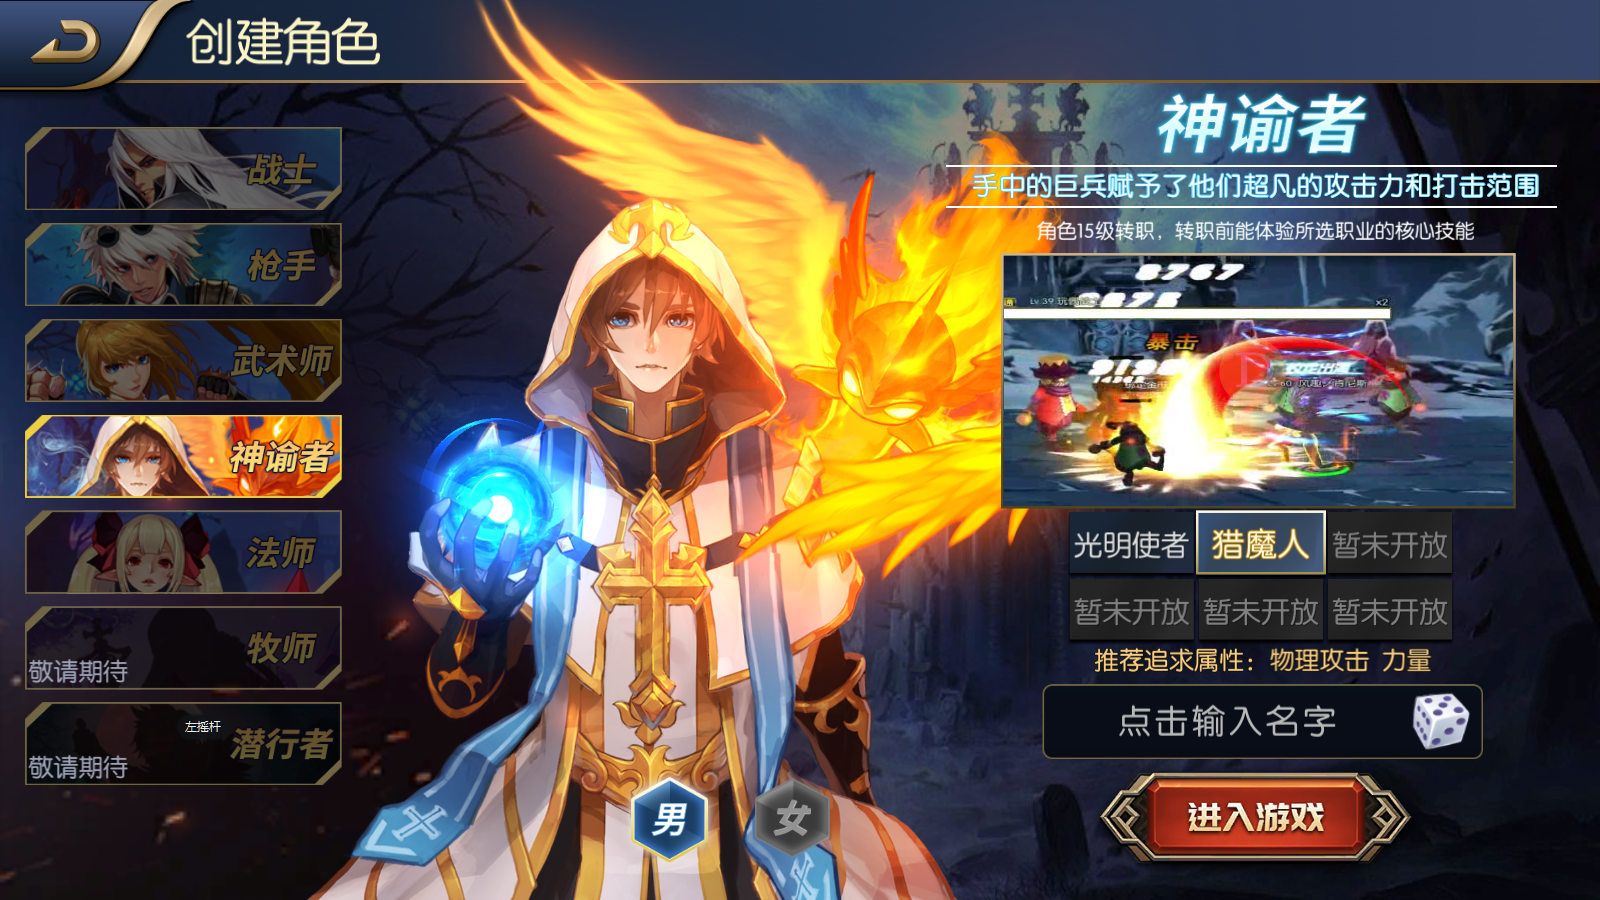 创建角色
战士
枪手
武术师
神谕者
法师
牧师
敬请期待
左摇杆
潜行者
敬请期待
男
女
神谕者
手中的巨兵赋予了他们超凡的攻击力和打击范围
角色15级转职，转职前能体验所选职业的核心技能
8767
x2
暴击
光明使者
猎魔人
暂未开放
暂未开放
暂未开放
暂未开放
推荐追求属性：物理攻击 力量
点击输入名字
进入游戏